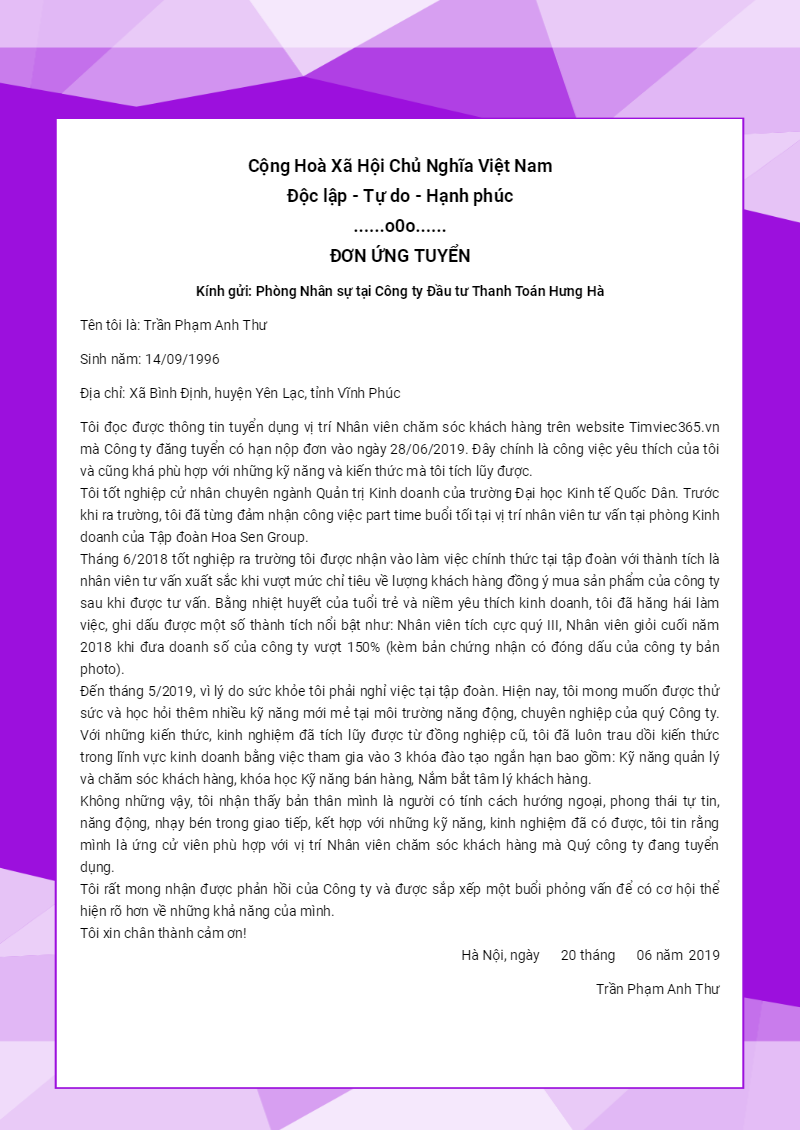 Cộng Hoà Xã Hội Chủ Nghĩa Việt Nam
Độc lập - Tự do - Hạnh phúc
......o0o......
ĐƠN ỨNG TUYỂN
Kính gửi: Phòng Nhân sự tại Công ty Đầu tư Thanh Toán Hưng Hà
Tên tôi là: Trần Phạm Anh Thư
Sinh năm: 14/09/1996
Địa chỉ: Xã Bình Định, huyện Yên Lạc, tỉnh Vĩnh Phúc
Tôi đọc được thông tin tuyển dụng vị trí Nhân viên chăm sóc khách hàng trên website Timviec365.vn
mà Công ty đăng tuyển có hạn nộp đơn vào ngày 28/06/2019. Đây chính là công việc yêu thích của tôi
và cũng khá phù hợp với những kỹ năng và kiến thức mà tôi tích lũy được.
Tôi tốt nghiệp cử nhân chuyên ngành Quản trị Kinh doanh của trường Đại học Kinh tế Quốc Dân. Trước
khi ra trường, tôi đã từng đảm nhận công việc part time buổi tối tại vị trí nhân viên tư vấn tại phòng Kinh
doanh của Tập đoàn Hoa Sen Group.
Tháng 6/2018 tốt nghiệp ra trường tôi được nhận vào làm việc chính thức tại tập đoàn với thành tích là
nhân viên tư vấn xuất sắc khi vượt mức chỉ tiêu về lượng khách hàng đồng ý mua sản phẩm của công ty
sau khi được tư vấn. Bằng nhiệt huyết của tuổi trẻ và niềm yêu thích kinh doanh, tôi đã hăng hái làm
việc, ghi dấu được một số thành tích nổi bật như: Nhân viên tích cực quý III, Nhân viên giỏi cuối năm
2018 khi đưa doanh số của công ty vượt 150% (kèm bản chứng nhận có đóng dấu của công ty bản
photo).
Đến tháng 5/2019, vì lý do sức khỏe tôi phải nghỉ việc tại tập đoàn. Hiện nay, tôi mong muốn được thử
sức và học hỏi thêm nhiều kỹ năng mới mẻ tại môi trường năng động, chuyên nghiệp của quý Công ty.
Với những kiến thức, kinh nghiệm đã tích lũy được từ đồng nghiệp cũ, tôi đã luôn trau dồi kiến thức
trong lĩnh vực kinh doanh bằng việc tham gia vào 3 khóa đào tạo ngắn hạn bao gồm: Kỹ năng quản lý
và chăm sóc khách hàng, khóa học Kỹ năng bán hàng, Nắm bắt tâm lý khách hàng.
Không những vậy, tôi nhận thấy bản thân mình là người có tính cách hướng ngoại, phong thái tự tin,
năng động, nhạy bén trong giao tiếp, kết hợp với những kỹ năng, kinh nghiệm đã có được, tôi tin rằng
mình là ứng cử viên phù hợp với vị trí Nhân viên chăm sóc khách hàng mà Quý công ty đang tuyển
dụng.
Tôi rất mong nhận được phản hồi của Công ty và được sắp xếp một buổi phỏng vấn để có cơ hội thể
hiện rõ hơn về những khả năng của mình.
Tôi xin chân thành cảm ơn!
Hà Nội, ngày 20 tháng 06 năm 2019
Trần Phạm Anh Thư